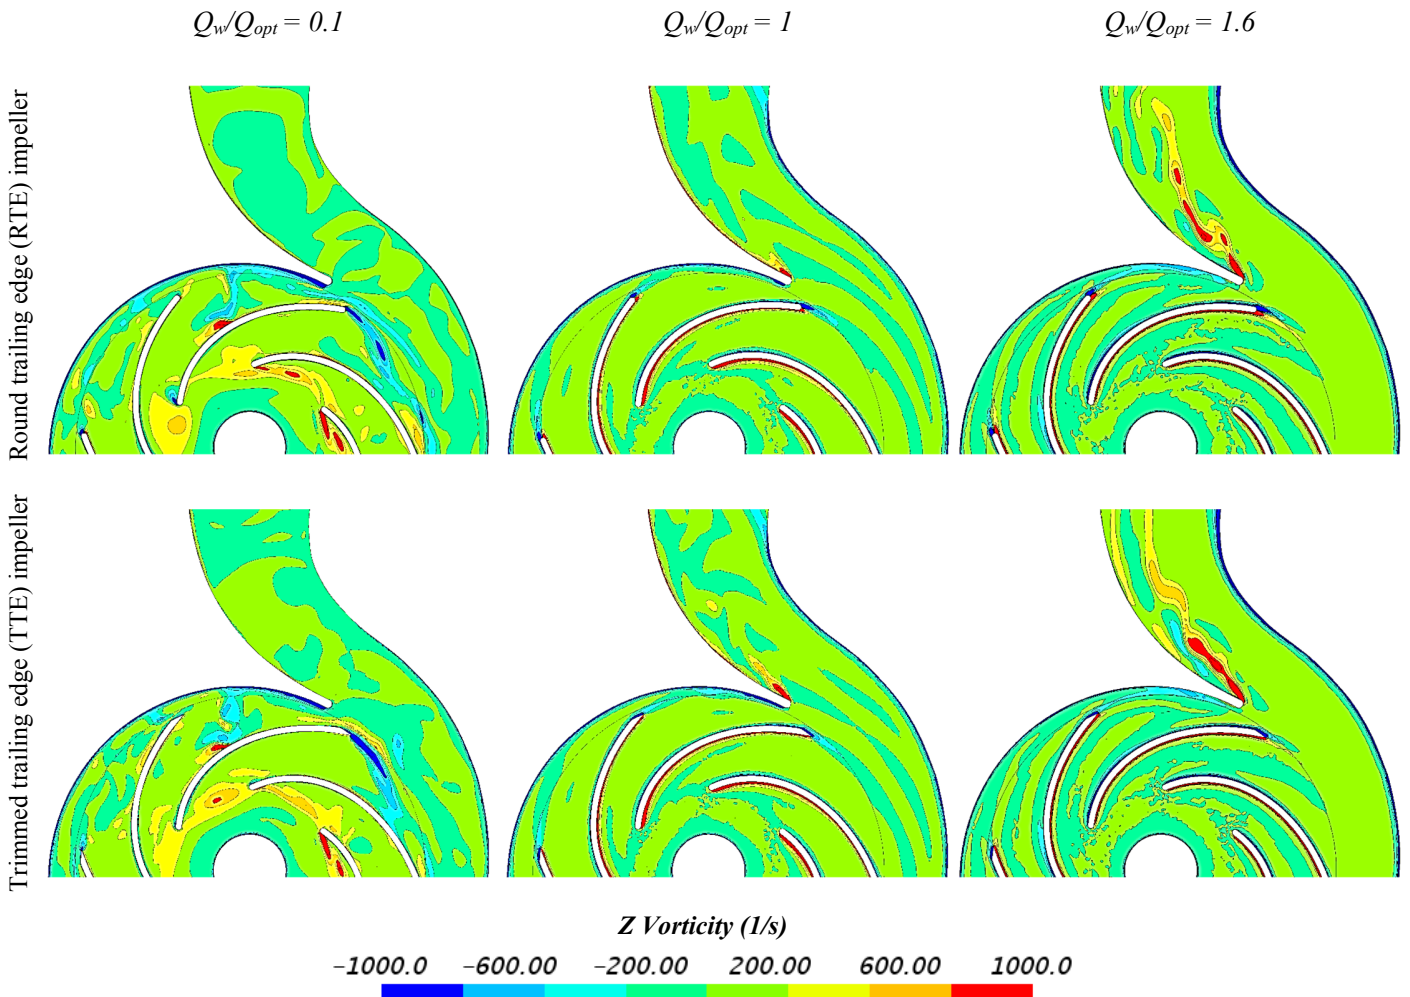 Qw/Qopt = 0.1
Qw/Qopt = 1
Qw/Qopt = 1.6
Round trailing edge (RTE) impeller
Trimmed trailing edge (TTE) impeller
Z Vorticity (1/s)
−1000.0 −600.00 −200.00 200.00 600.00 1000.0